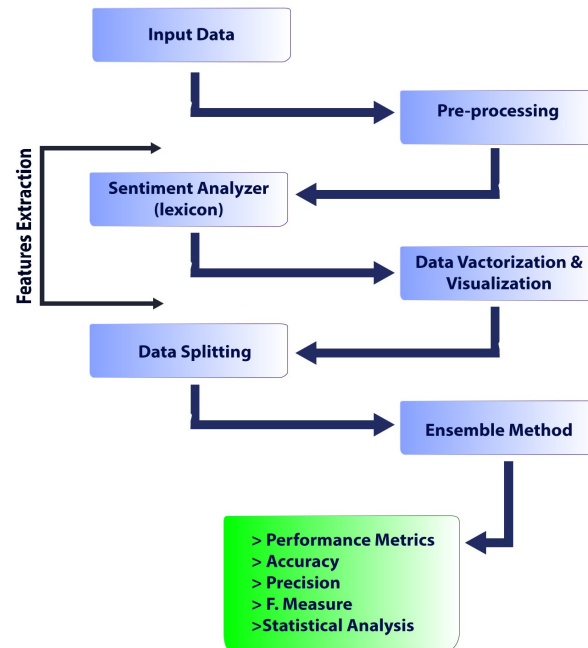 Input Data
Pre-processing
Features Extraction
Sentiment Analyzer
(lexicon)
Data Vactorization &
Visualization
Data Splitting
Ensemble Method
> Performance Metrics
> Accuracy
> Precision
> F. Measure
>Statistical Analysis